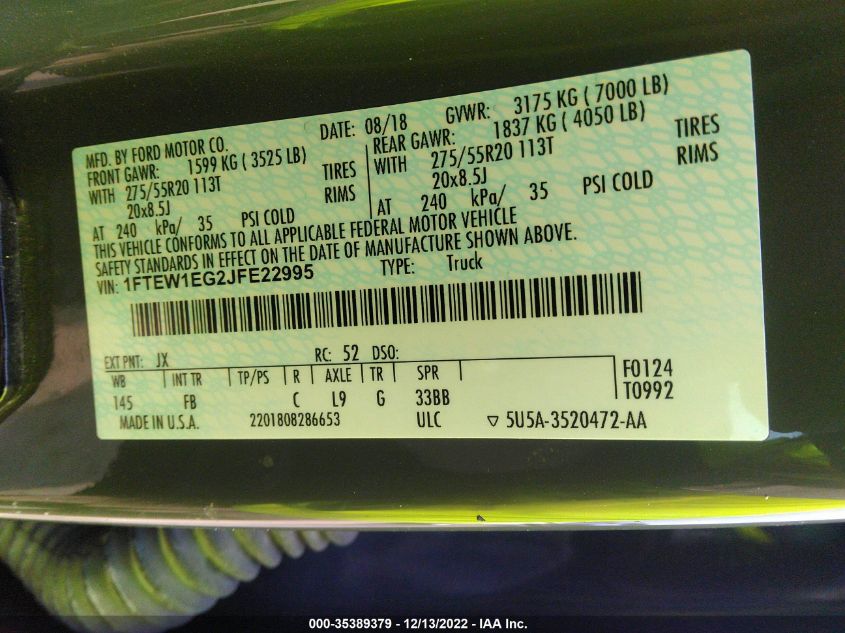 MFD. BY FORD MOTOR CO.
DATE: 08/18 GVWR: 3175 KG ( 7000 LB)
FRONT GAWR: 1599 KG ( 3525 LB)
REAR GAWR: 1837 KG ( 4050 LB)
WITH 275/55R20 113T TIRES
WITH 275/55R20 113T TIRES
20x8.5J RIMS
20x8.5J RIMS
AT 240 kPa/ 35 PSI COLD
AT 240 kPa/ 35 PSI COLD
THIS VEHICLE CONFORMS TO ALL APPLICABLE FEDERAL MOTOR VEHICLE
SAFETY STANDARDS IN EFFECT ON THE DATE OF MANUFACTURE SHOWN ABOVE.
VIN: 1FTEW1EG2JFE22995 TYPE: Truck
EXT PNT: JX RC: 52 DSO:
WB INT TR TP/PS R AXLE TR SPR F0124
145 FB C L9 G 33BB T0992
MADE IN U.S.A. 2201808286653 ULC 5U5A-3520472-AA
000-35389379 - 12/13/2022 - IAA Inc.